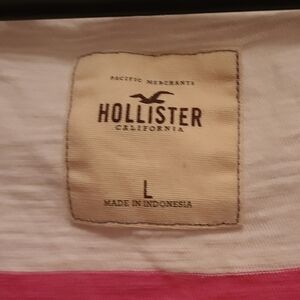 PACIFIC MERCHANTS
HOLLISTER
CALIFORNIA
L
MADE IN INDONESIA